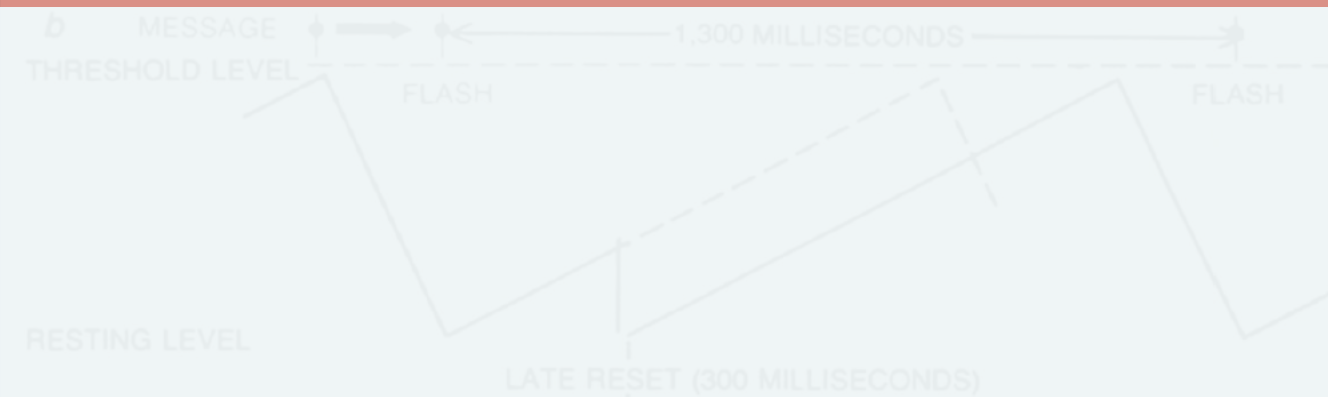 b MESSAGE 1,300 MILLISECONDS
THRESHOLD LEVEL
FLASH FLASH
RESTING LEVEL
LATE RESET (300 MILLISECONDS)